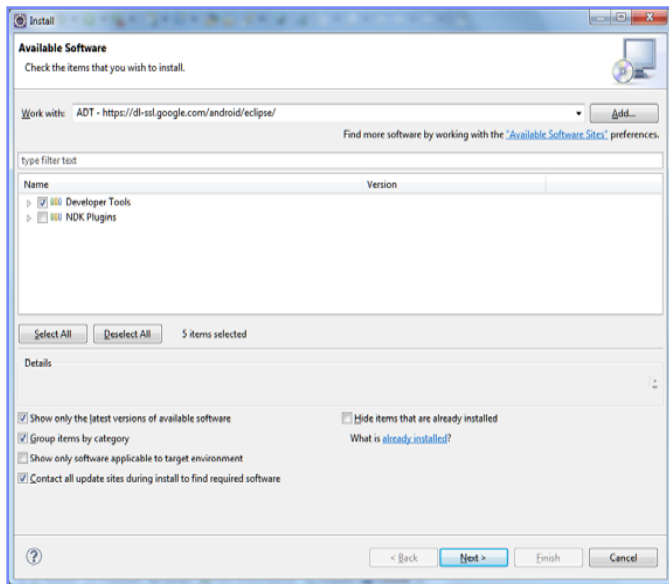 Install
Available Software
Check the items that you wish to install.
Work with: ADT - https://dl-ssl.google.com/android/eclipse/ Add...
Find more software by working with the "Available Software Sites" preferences.
type filter text
Name Version
Developer Tools
NDK Plugins
Select All Deselect All 5 items selected
Details
Show only the latest versions of available software Hide items that are already installed
Group items by category What is already installed?
Show only software applicable to target environment
Contact all update sites during install to find required software
? < Back Next > Finish Cancel